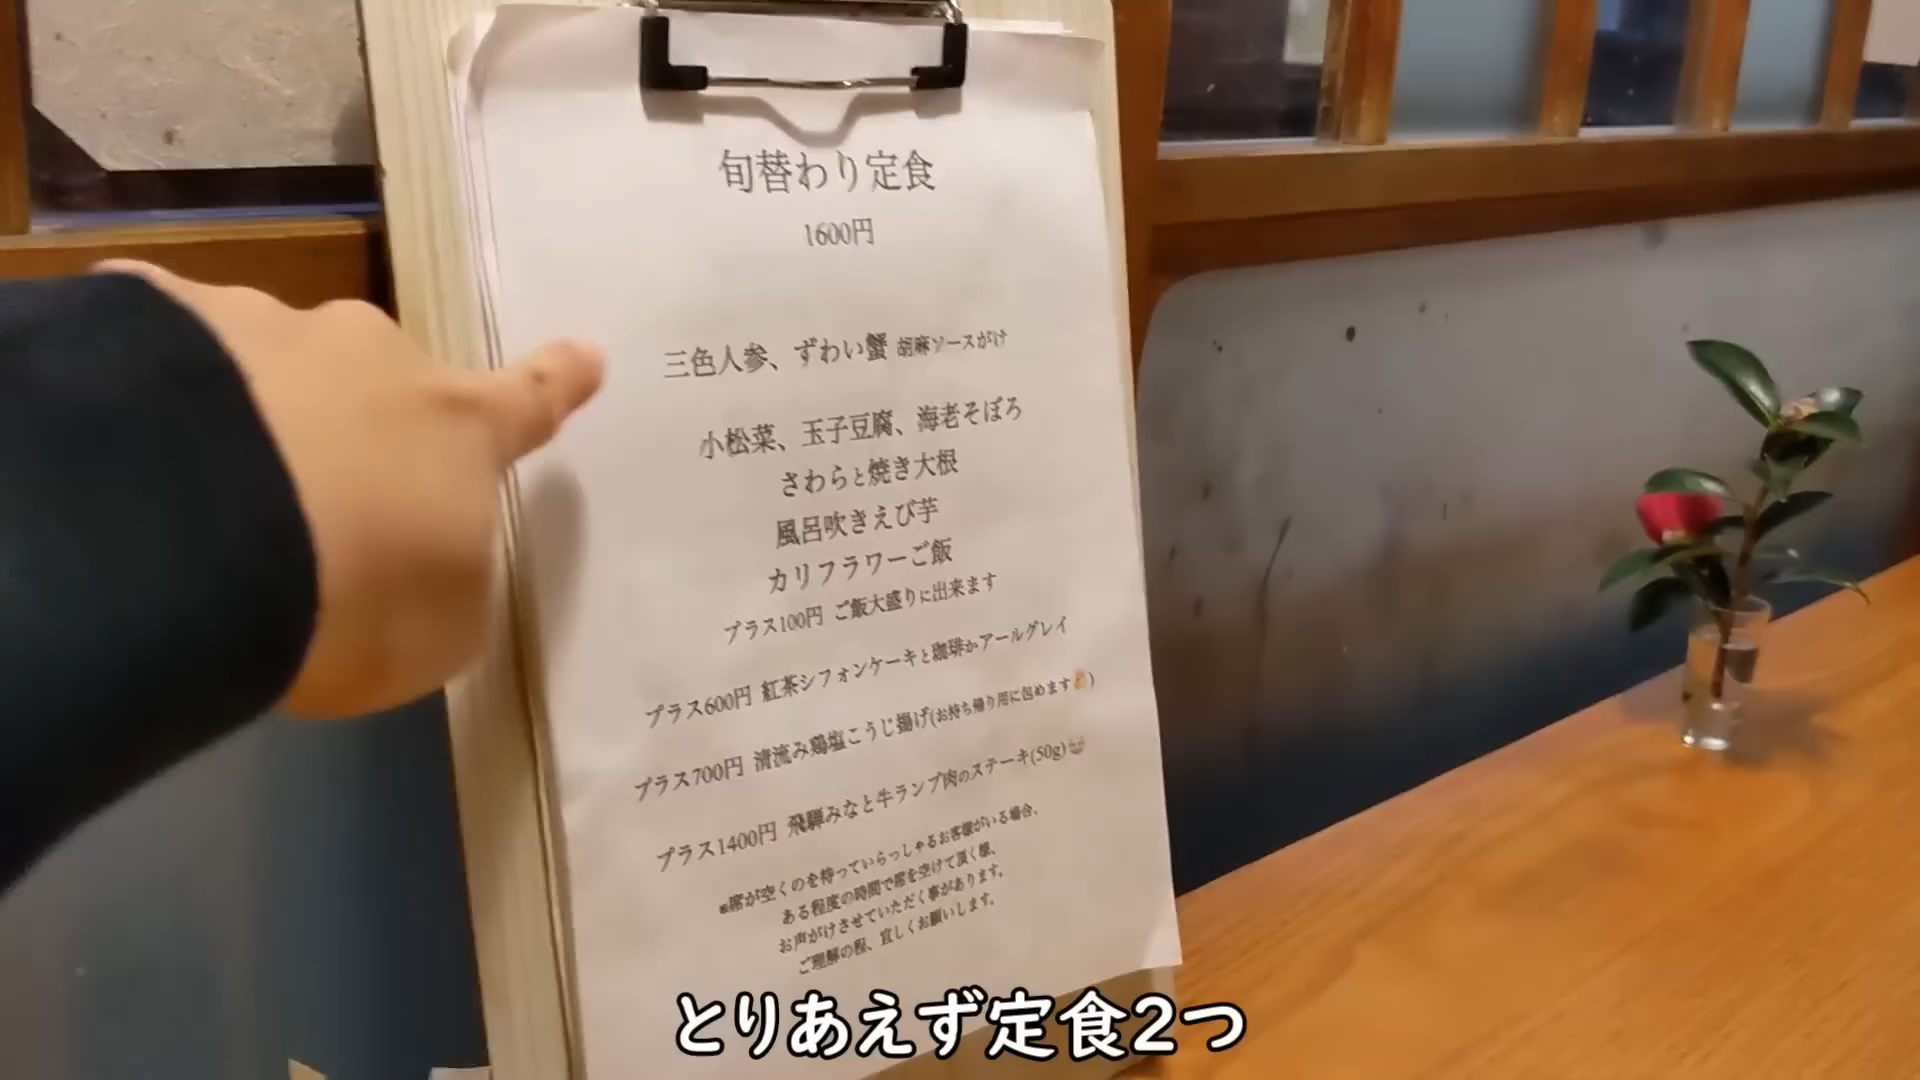 旬替わり定食
1600円
三色人参、ずわい蟹 胡麻ソースがけ
小松菜、玉子豆腐、海老そぼろ
さわらと焼き大根
風呂吹きえび芋
カリフラワーご飯
プラス100円 ご飯大盛りに出来ます
プラス600円 紅茶シフォンケーキと珈琲かアールグレイ
プラス700円 清流み鶏塩こうじ揚げ(お持ち帰り用に包めます)
プラス1400円 飛騨みなと牛ランプ肉のステーキ(50g)
※席が空くのを待っていらっしゃるお客様がいる場合、
ある程度の時間で席を空けて頂く様、
お声がけさせていただく事があります。
ご理解の程、宜しくお願いします。
とりあえず定食2つ